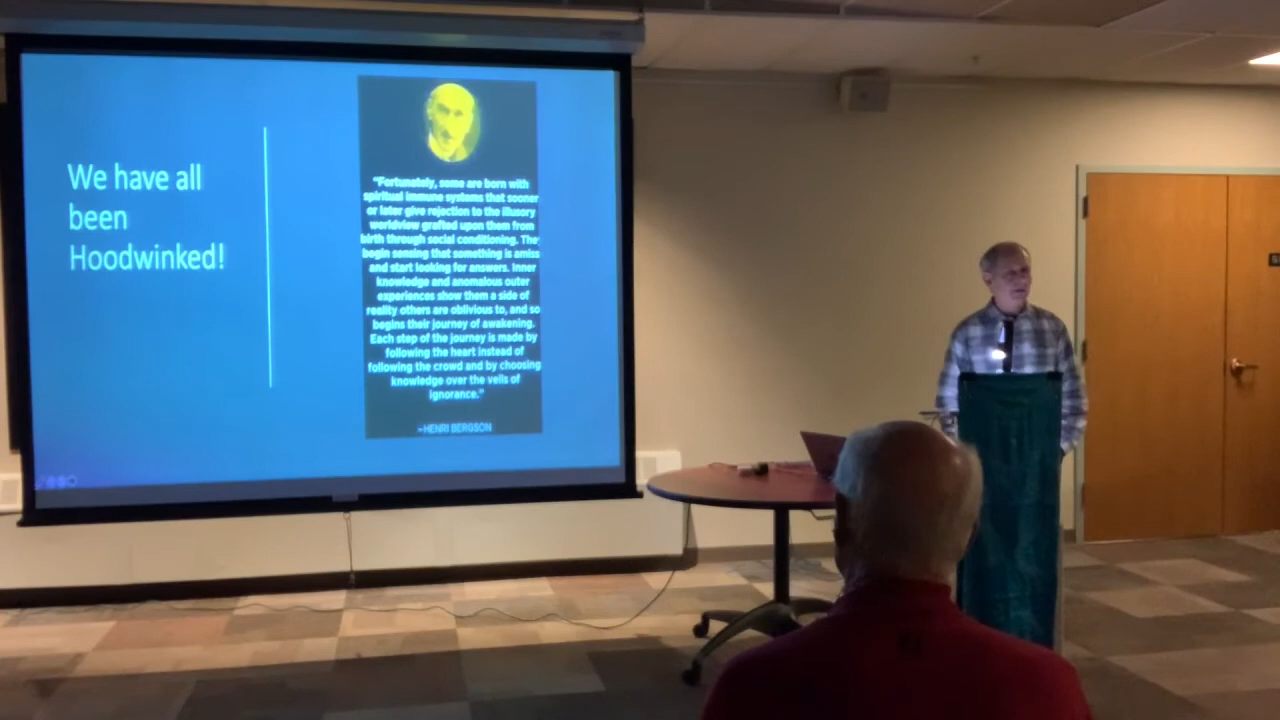 We have all
been
Hoodwinked!
"Fortunately, some are born with
spiritual immune systems that sooner
or later give rejection to the illusory
worldview grafted upon them from
birth through social conditioning. They
begin sensing that something is amiss
and start looking for answers. Inner
knowledge and anomalous outer
experiences show them a side of
reality others are oblivious to, and so
begins their journey of awakening.
Each step of the journey is made by
following the heart instead of
following the crowd and by choosing
knowledge over the veils of
ignorance."
~HENRI BERGSON